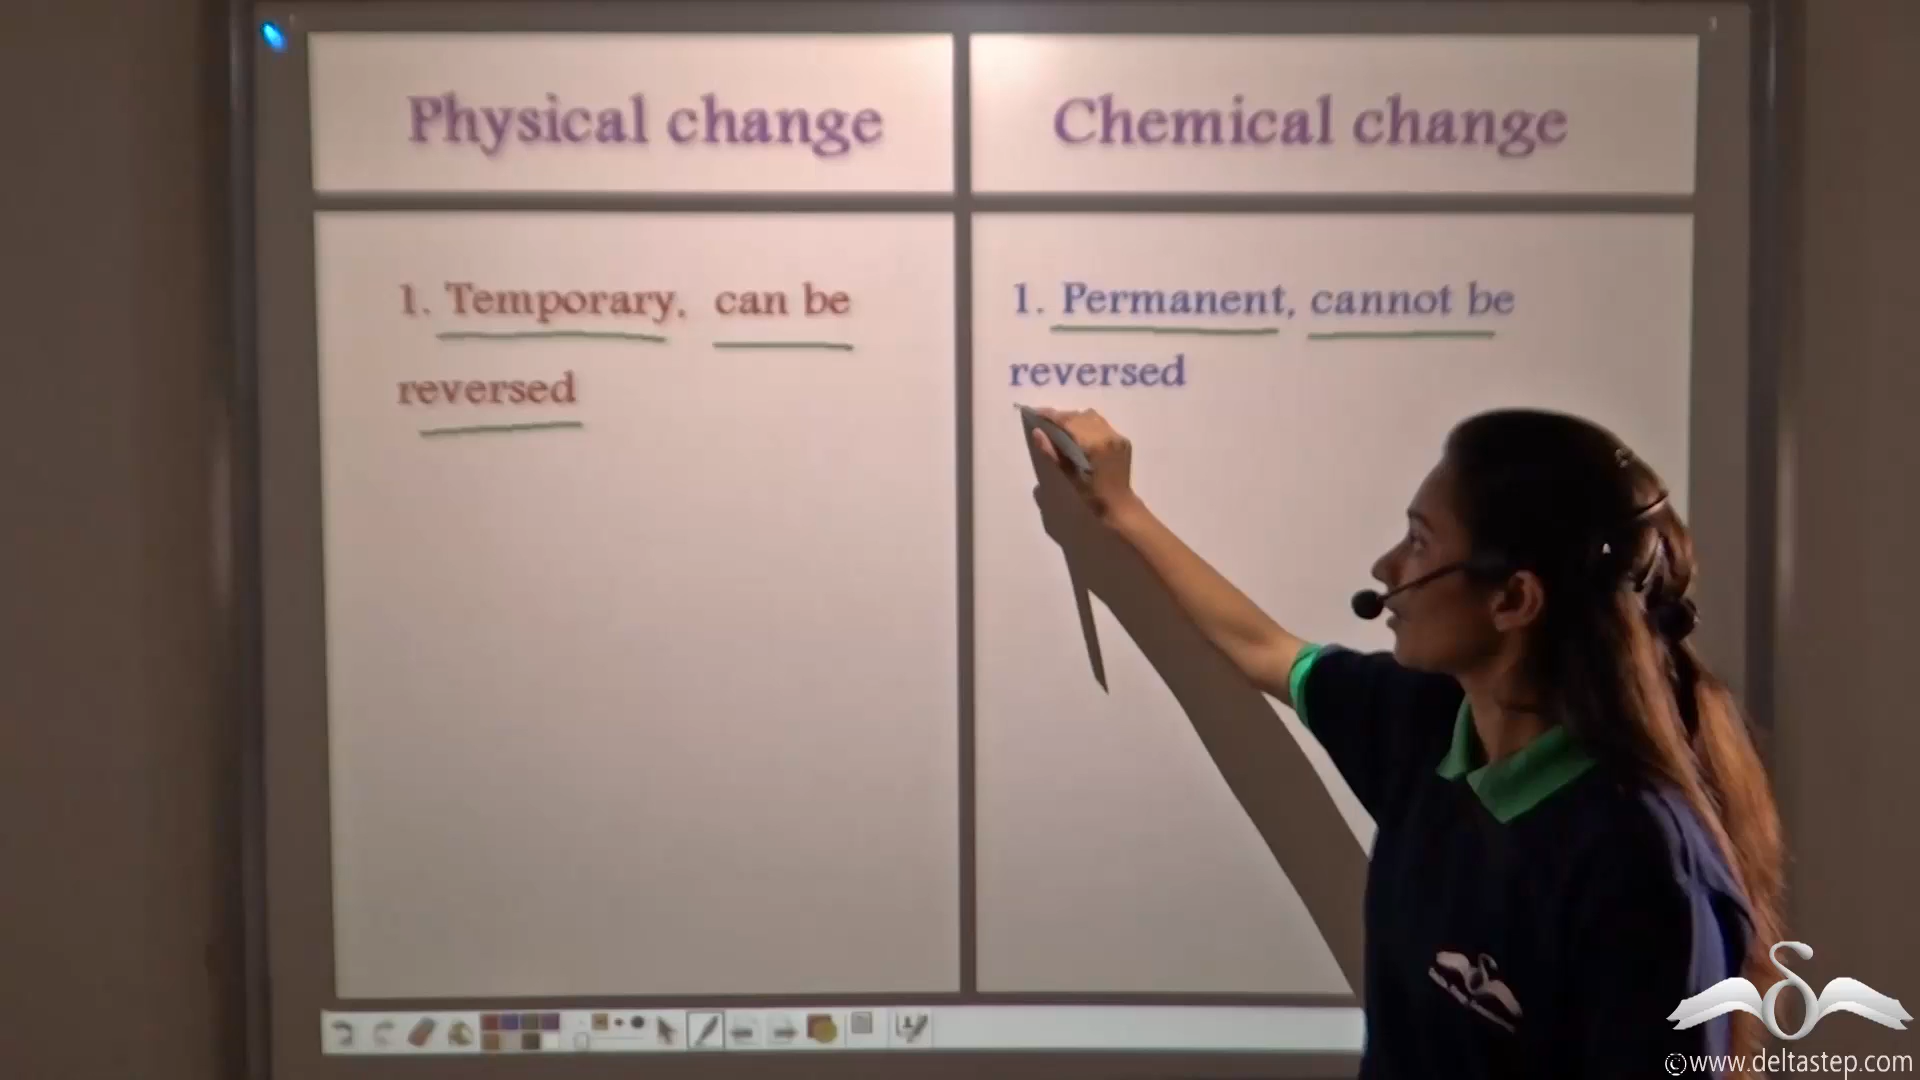 Physical change
Chemical change
1. Temporary, can be
reversed
1. Permanent, cannot be
reversed
©www.deltastep.com